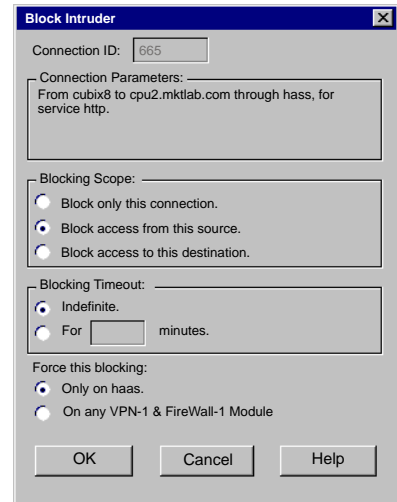 Block Intruder
Connection ID: 665
Connection Parameters:
From cubix8 to cpu2.mktlab.com through hass, for
service http.
Blocking Scope:
Block only this connection.
Block access from this source.
Block access to this destination.
Blocking Timeout:
Indefinite.
For minutes.
Force this blocking:
Only on haas.
On any VPN-1 & FireWall-1 Module
OK Cancel Help